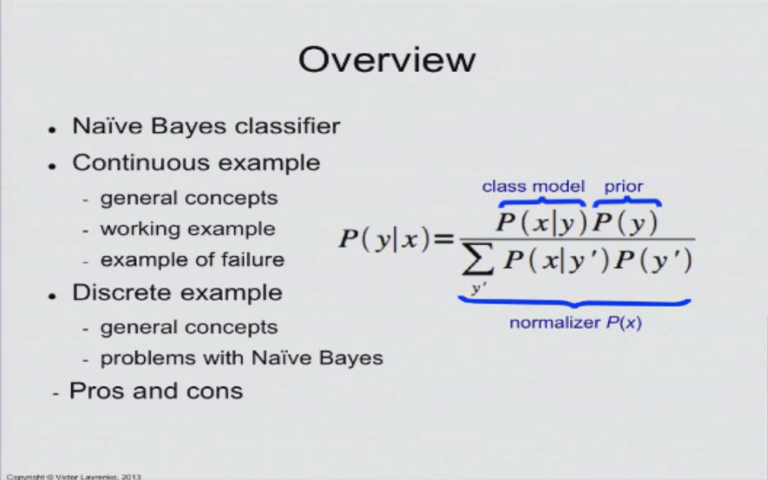 Overview
• Naïve Bayes classifier
• Continuous example
- general concepts
- working example
- example of failure
• Discrete example
- general concepts
- problems with Naïve Bayes
- Pros and cons
class model prior
P(y|x)= P(x|y)P(y)
∑ P(x|y')P(y')
y'
normalizer P(x)
Copyright © Victor Lavrenko, 2013